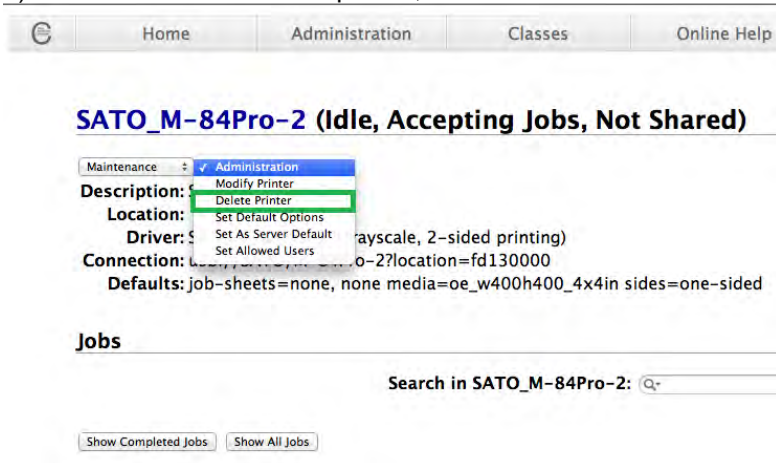 Home Administration Classes Online Help
SATO_M-84Pro-2 (Idle, Accepting Jobs, Not Shared)
Maintenance ✓ Administration
Modify Printer
Description: S
Delete Printer
Location:
Set Default Options
Driver: S
Set As Server Default
rayscale, 2-sided printing)
Set Allowed Users
Connection: o-2?location=fd130000
Defaults: job-sheets=none, none media=oe_w400h400_4x4in sides=one-sided
Jobs
Search in SATO_M-84Pro-2:
Show Completed Jobs Show All Jobs